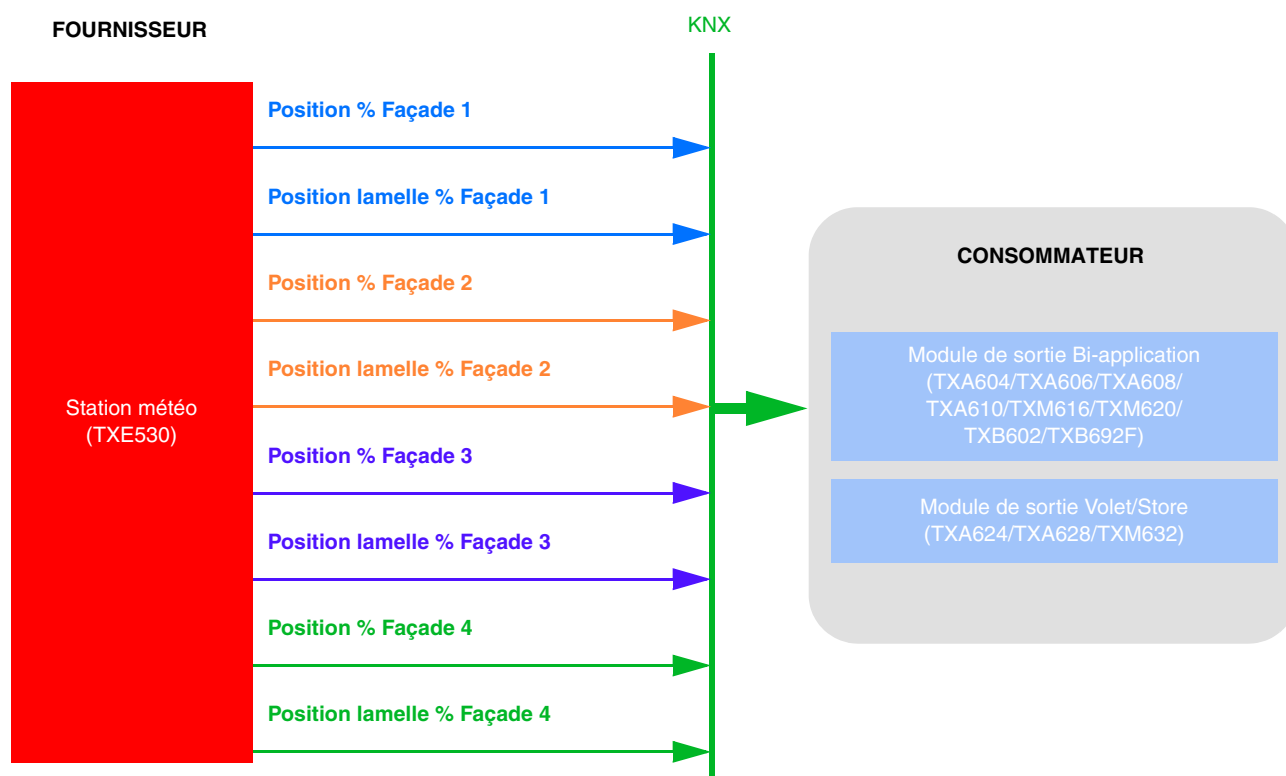 FOURNISSEUR
KNX
Position % Façade 1
Position lamelle % Façade 1
Position % Façade 2
Position lamelle % Façade 2
Position % Façade 3
Position lamelle % Façade 3
Position % Façade 4
Position lamelle % Façade 4
Station météo
(TXE530)
CONSOMMATEUR
Module de sortie Bi-application
(TXA604/TXA606/TXA608/
TXA610/TXM616/TXM620/
TXB602/TXB692F)
Module de sortie Volet/Store
(TXA624/TXA628/TXM632)